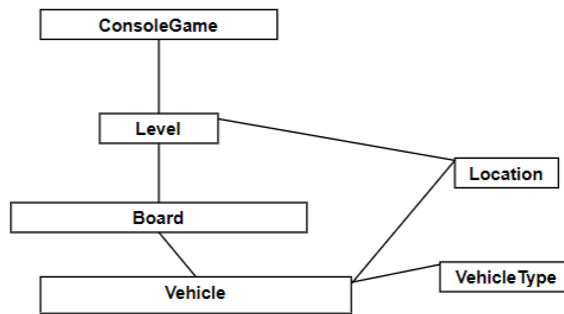 ConsoleGame
Level
Location
Board
VehicleType
Vehicle